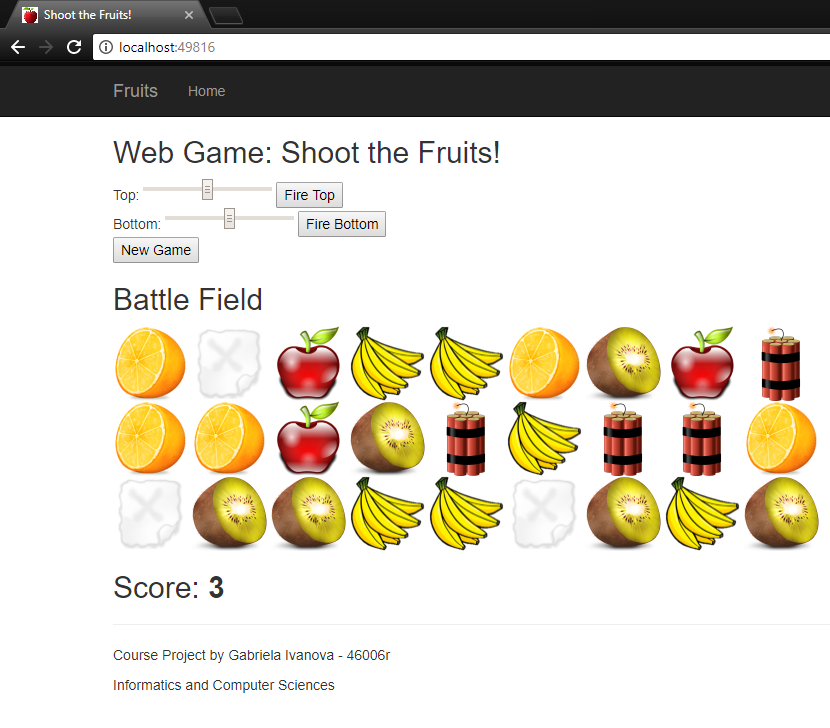 Shoot the Fruits!
localhost:49816
Fruits Home
Web Game: Shoot the Fruits!
Top: Fire Top
Bottom: Fire Bottom
New Game
Battle Field
Score: 3
Course Project by Gabriela Ivanova - 46006r
Informatics and Computer Sciences